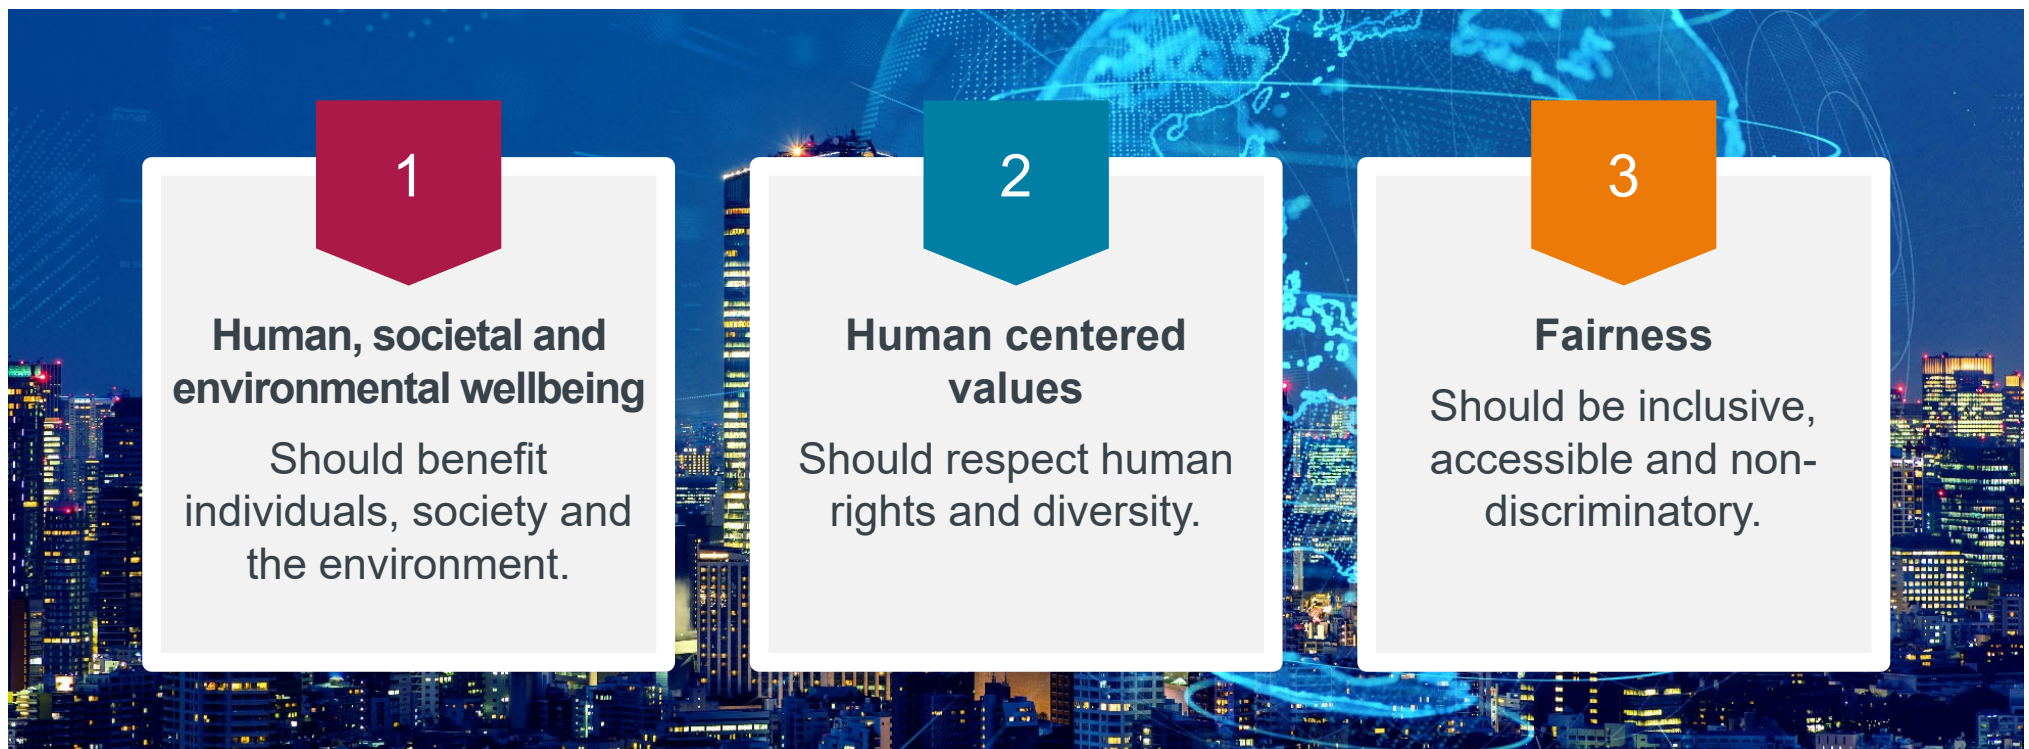 1
Human, societal and
environmental wellbeing
Should benefit
individuals, society and
the environment.
2
Human centered
values
Should respect human
rights and diversity.
3
Fairness
Should be inclusive,
accessible and non-
discriminatory.